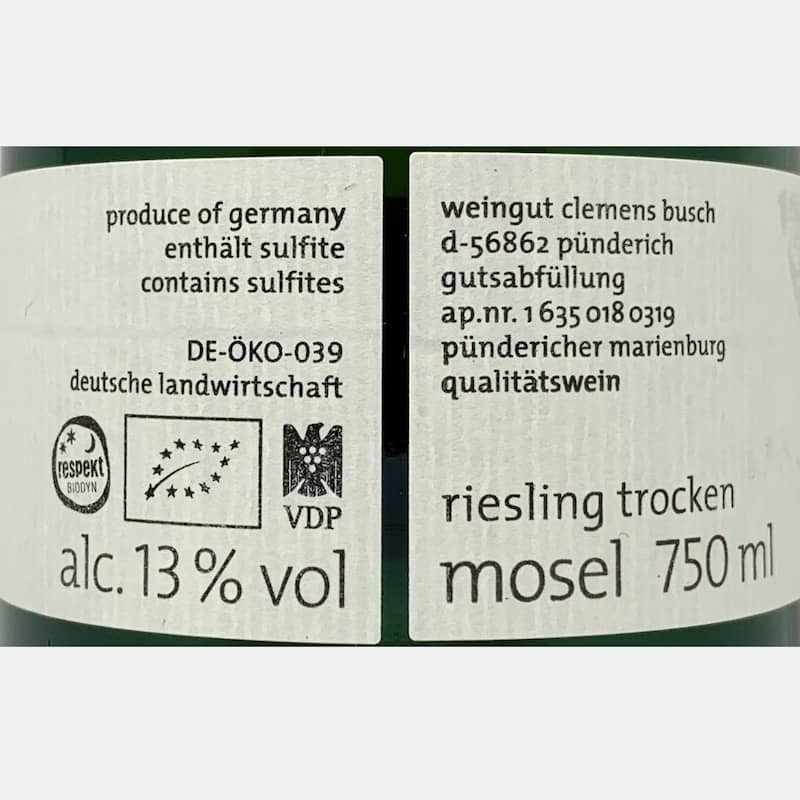 produce of germany
enthält sulfite
contains sulfites
DE-ÖKO-039
deutsche landwirtschaft
respekt
BIODYN
VDP
alc. 13 % vol
weingut clemens busch
d-56862 pünderich
gutsabfüllung
ap.nr. 1 635 018 0319
pündericher marienburg
qualitätswein
riesling trocken
mosel 750 ml